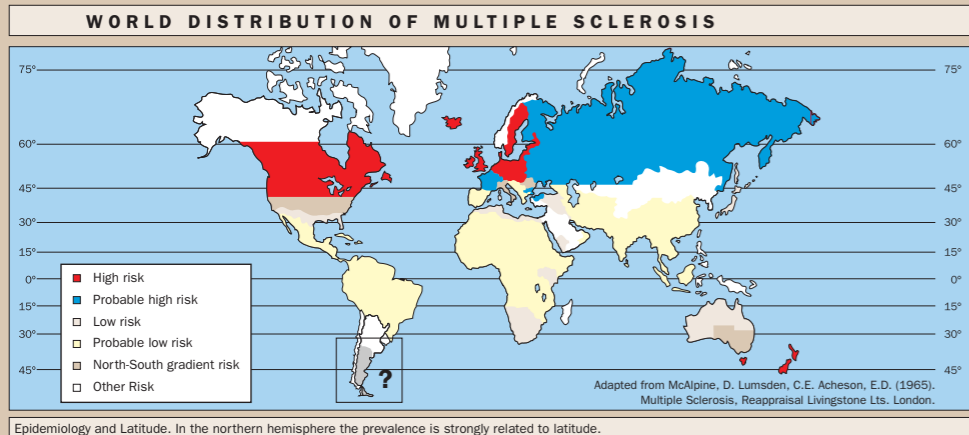 WORLD DISTRIBUTION OF MULTIPLE SCLEROSIS
75°
75°
60°
60°
45°
45°
30°
30°
15°
15°
0°
0°
15°
15°
30°
30°
45°
45°
High risk
Probable high risk
Low risk
Probable low risk
North-South gradient risk
Other Risk
?
Adapted from McAlpine, D. Lumsden, C.E. Acheson, E.D. (1965).
Multiple Sclerosis, Reappraisal Livingstone Lts. London.
Epidemiology and Latitude. In the northern hemisphere the prevalence is strongly related to latitude.